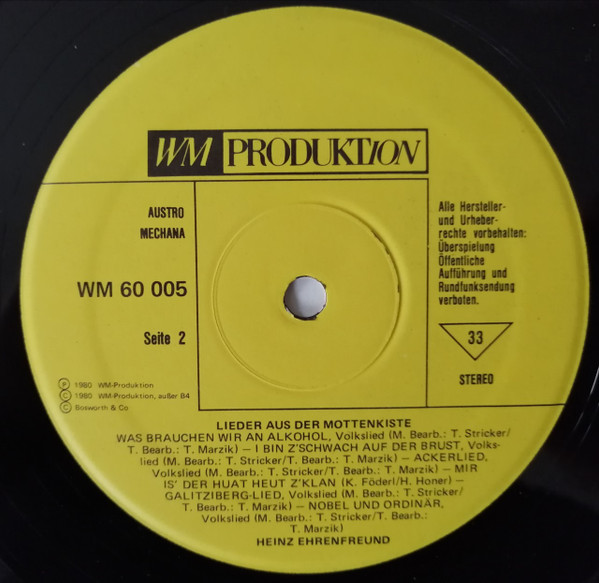 WM PRODUKTION
AUSTRO
MECHANA
WM 60 005
Seite 2
Ⓟ 1980 WM-Produktion
Ⓒ 1980 WM-Produktion, außer B4
Ⓒ Bosworth & Co
Alle Hersteller-
und Urheber-
rechte vorbehalten:
Überspielung
Öffentliche
Aufführung und
Rundfunksendung
verboten.
33
STEREO
LIEDER AUS DER MOTTENKISTE
WAS BRAUCHEN WIR AN ALKOHOL, Volkslied (M. Bearb.: T. Stricker/
T. Bearb.: T. Marzik) – I BIN Z'SCHWACH AUF DER BRUST, Volks-
lied (M. Bearb.: T. Stricker/T. Bearb.: T. Marzik) – ACKERLIED,
Volkslied (M. Bearb.: T. Stricker/T. Bearb.: T. Marzik) – MIR
IS' DER HUAT HEUT Z'KLAN (K. Föderl/H. Honer) –
GALITZIBERG-LIED, Volkslied (M. Bearb.: T. Stricker/
T. Bearb.: T. Marzik) – NOBEL UND ORDINÄR,
Volkslied (M. Bearb.: T. Stricker/T. Bearb.:
T. Marzik)
HEINZ EHRENFREUND